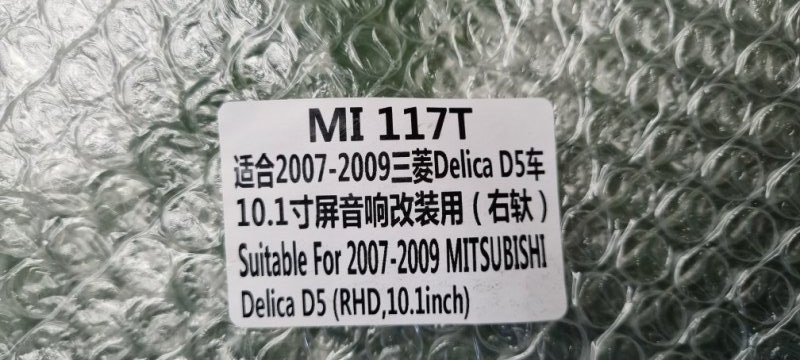 MI 117T
适合2007-2009三菱Delica D5车
10.1寸屏音响改装用（右轪）
Suitable For 2007-2009 MITSUBISHI
Delica D5 (RHD,10.1inch)